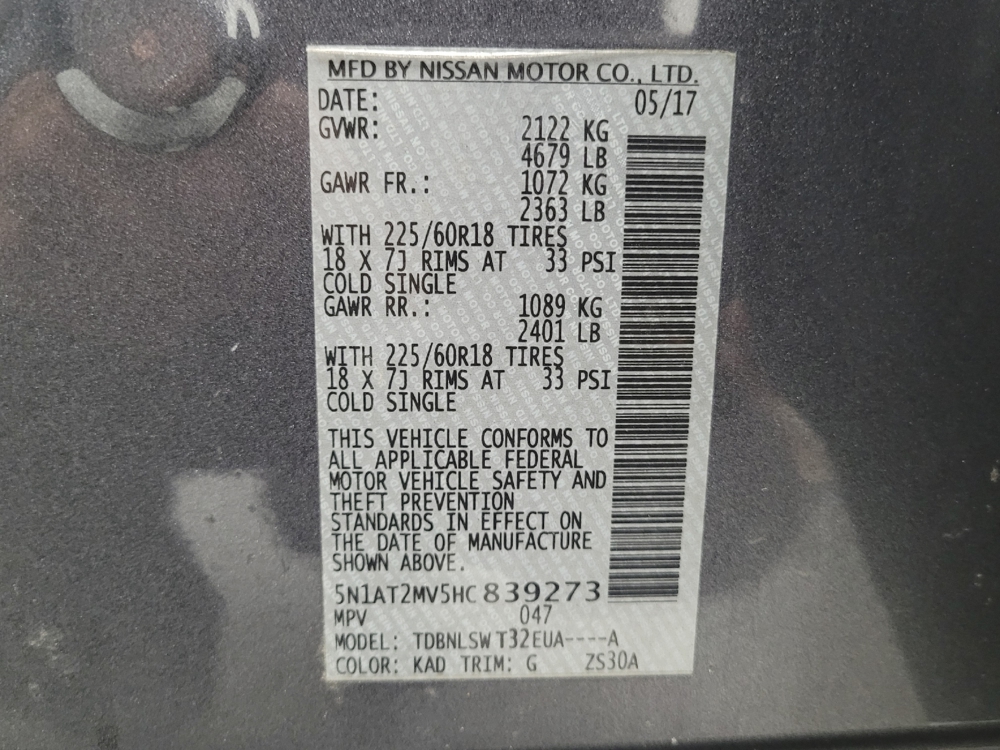 MFD BY NISSAN MOTOR CO., LTD.
DATE: 05/17
GVWR: 2122 KG
4679 LB
GAWR FR.: 1072 KG
2363 LB
WITH 225/60R18 TIRES
18 X 7J RIMS AT 33 PSI
COLD SINGLE
GAWR RR.: 1089 KG
2401 LB
WITH 225/60R18 TIRES
18 X 7J RIMS AT 33 PSI
COLD SINGLE
THIS VEHICLE CONFORMS TO
ALL APPLICABLE FEDERAL
MOTOR VEHICLE SAFETY AND
THEFT PREVENTION
STANDARDS IN EFFECT ON
THE DATE OF MANUFACTURE
SHOWN ABOVE.
5N1AT2MV5HC 839273
MPV 047
MODEL: TDBNLSW T32EUA----A
COLOR: KAD TRIM: G ZS30A